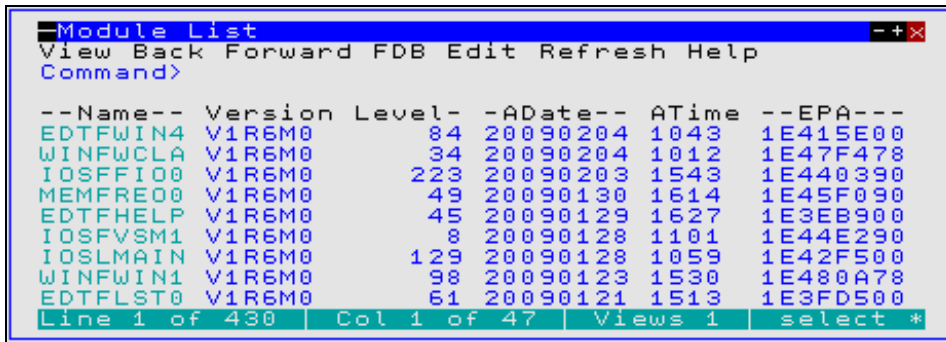 Module List
View Back Forward FDB Edit Refresh Help
Command>
--Name-- Version Level- -ADate-- ATime --EPA---
EDTFWIN4 V1R6M0 84 20090204 1043 1E415E00
WINFWCLA V1R6M0 34 20090204 1012 1E47F478
IOSFFIO0 V1R6M0 223 20090203 1543 1E440390
MEMFREO0 V1R6M0 49 20090130 1614 1E45F090
EDTFHELP V1R6M0 45 20090129 1627 1E3EB900
IOSFVSM1 V1R6M0 8 20090128 1101 1E44E290
IOSLMAIN V1R6M0 129 20090128 1059 1E42F500
WINFWIN1 V1R6M0 98 20090123 1530 1E480A78
EDTFLST0 V1R6M0 61 20090121 1513 1E3FD500
Line 1 of 430 | Col 1 of 47 | Views 1 | select *